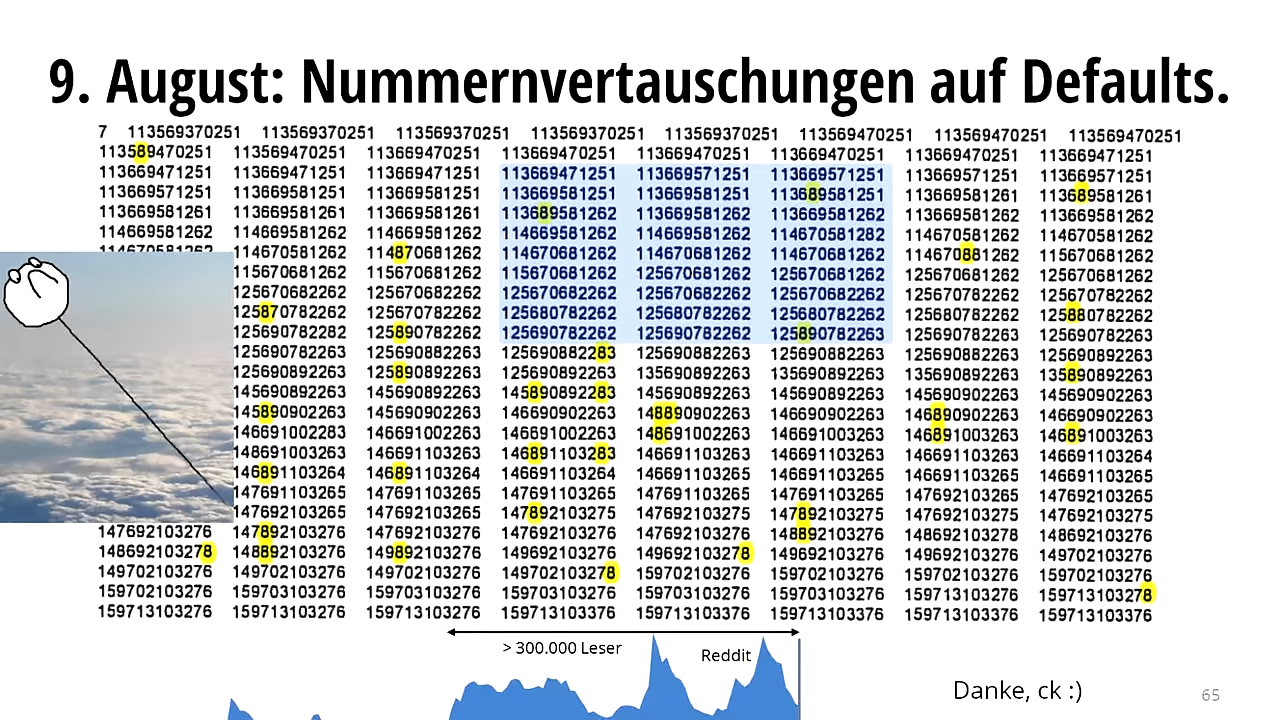 9. August: Nummernvertauschungen auf Defaults.
7 113569370251 113569370251 113569370251 113569370251 113569370251 113569470251 113569470251 113569470251
113589470251 113569470251 113669470251 113669470251 113669470251 113669470251 113669470251 113669471251
113669471251 113669471251 113669471251 113669471251 113669571251 113669571251 113669571251 113669571251
113669571251 113669581251 113669581251 113669581251 113669581251 113689581251 113669581261 113689581261
113669581261 113669581261 113669581261 113689581262 113669581262 113669581262 113669581262 113669581262
114669581262 114669581262 114669581262 114669581262 114669581262 114670581282 114670581262 114670581262
114670581262 114870681262 114670681262 114670681262 114670681262 114670881262 115670681262
115670681262 115670681262 115670681262 125670681262 125670681262 125670681262 125670681262
125670682262 125670682262 125670682262 125670682262 125670682262 125670782262 125670782262
125870782262 125670782262 125680782262 125680782262 125680782262 125680782262 125880782262
125690782282 125890782262 125690782262 125690782262 125890782263 125690782263 125690782263
125690782263 125690882263 125690882283 125690882263 125690882263 125690882263 125690892263
125690892263 125890892263 125690892263 135690892263 135690892263 135690892263 135890892263
145690892263 145690892263 145890892283 145690892263 145690892263 145690902263 145690902263
145890902263 145690902263 146690902263 148890902263 146690902263 146890902263 146690902263
146691002283 146691002263 146691002263 148691002263 146691003263 146891003263 146891003263
148691003263 146691103263 146891103283 146691103263 146691103263 146691103263 146691103264
146891103264 146891103264 146691103264 146691103265 146691103265 146691103265 146691103265
147691103265 147691103265 147691103265 147691103265 147691103265 147692103265 147692103265
147692103265 147692103265 147892103275 147692103275 147892103275 147692103275 147692103275
147692103276 147892103276 147692103276 147692103276 148892103276 148692103278 148692103276
148692103278 148892103276 149892103276 149692103276 149692103278 149692103276 149692103276 149702103276
149702103276 149702103276 149702103276 149702103278 159702103276 159702103276 159702103276 159702103276
159702103276 159703103276 159703103276 159703103276 159703103276 159703103276 159713103276 159713103278
159713103276 159713103276 159713103276 159713103376 159713103376 159713103376 159713103376 159713103376
> 300.000 Leser
Reddit
Danke, ck :)
65